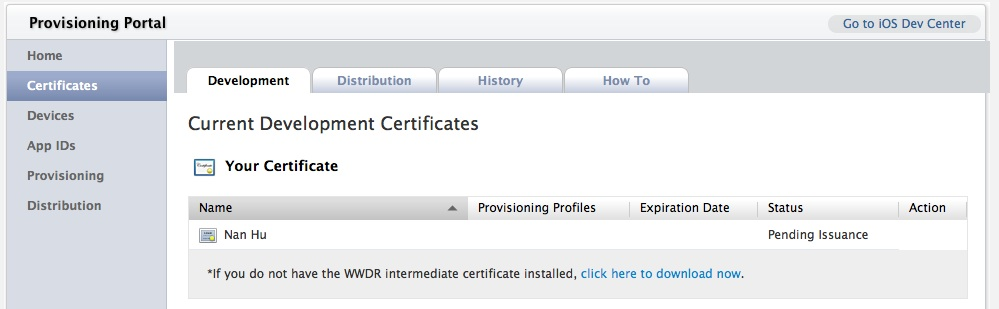 Provisioning Portal
Go to iOS Dev Center
Home
Certificates
Devices
App IDs
Provisioning
Distribution
Development Distribution History How To
Current Development Certificates
Your Certificate
Name Provisioning Profiles Expiration Date Status Action
Nan Hu Pending Issuance
*If you do not have the WWDR intermediate certificate installed, click here to download now.